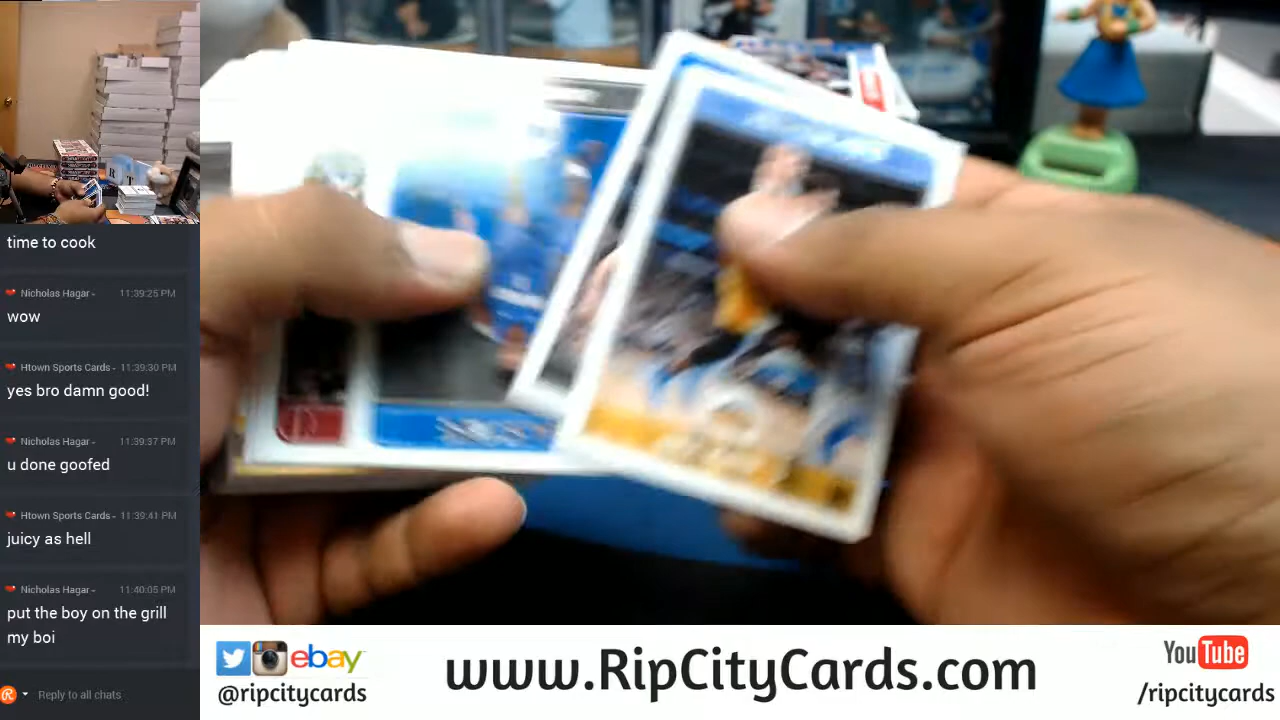 time to cook
Nicholas Hagar - 11:39:25 PM
wow
Htown Sports Cards - 11:39:30 PM
yes bro damn good!
Nicholas Hagar - 11:39:37 PM
u done goofed
Htown Sports Cards - 11:39:41 PM
juicy as hell
Nicholas Hagar - 11:40:05 PM
put the boy on the grill
my boi
Reply to all chats
ebay
@ripcitycards
www.RipCityCards.com
YouTube
/ripcitycards